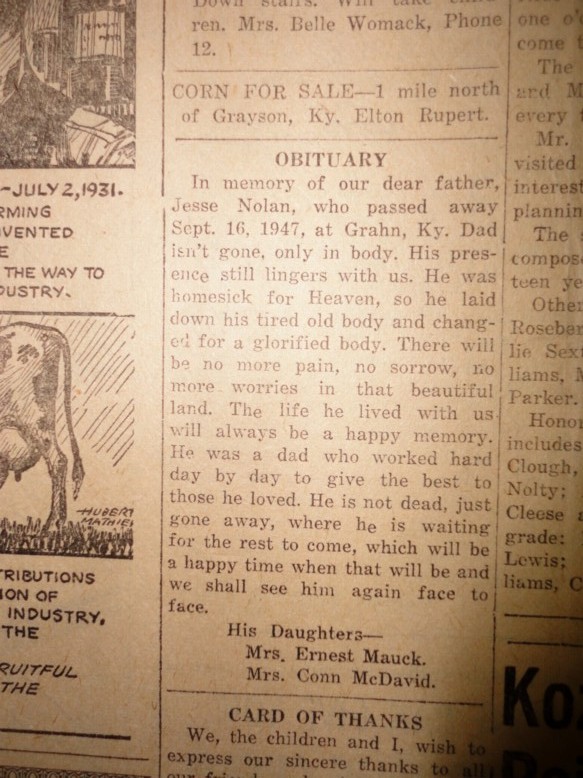 -JULY 2, 1931.
RMING
VENTED
E
THE WAY TO
DUSTRY.
HUBERT
MATHIEU
TRIBUTIONS
ON OF
INDUSTRY,
THE
RUITFUL
THE
ren. Mrs. Belle Womack, Phone
12.
CORN FOR SALE—1 mile north
of Grayson, Ky. Elton Rupert.
OBITUARY
In memory of our dear father,
Jesse Nolan, who passed away
Sept. 16, 1947, at Grahn, Ky. Dad
isn't gone, only in body. His pres-
ence still lingers with us. He was
homesick for Heaven, so he laid
down his tired old body and chang-
ed for a glorified body. There will
be no more pain, no sorrow, no
more worries in that beautiful
land. The life he lived with us
will always be a happy memory.
He was a dad who worked hard
day by day to give the best to
those he loved. He is not dead, just
gone away, where he is waiting
for the rest to come, which will be
a happy time when that will be and
we shall see him again face to
face.
His Daughters—
Mrs. Ernest Mauck.
Mrs. Conn McDavid.
CARD OF THANKS
We, the children and I, wish to
express our sincere thanks to all
one o
come t
The
ard M
every f
Mr.
visited
interest
plannin
The s
compos
teen ye
Other
Roseber
lie Sext
liams, M
Parker.
Honor
includes
Clough,
Nolty;
Cleese a
grade:
Lewis;
liams, C
Ko